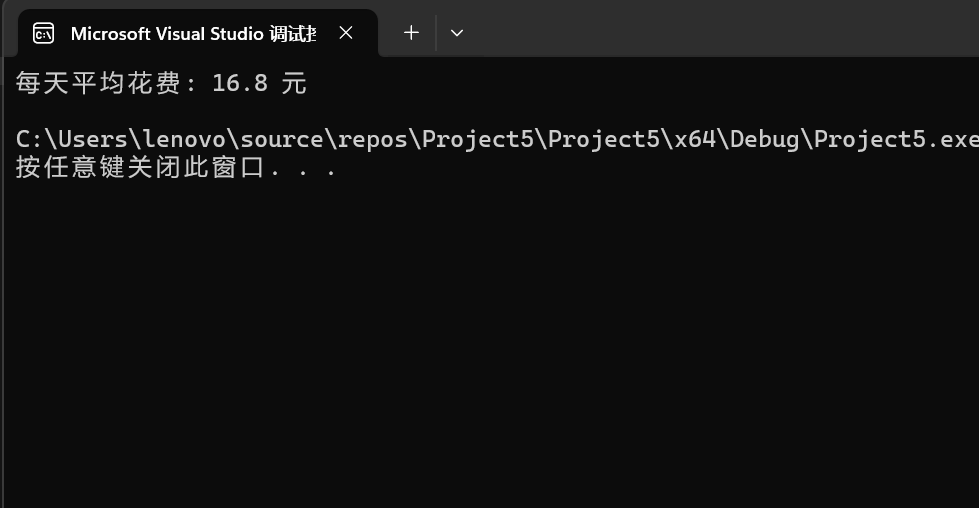 Microsoft Visual Studio 调试
每天平均花费: 16.8 元
C:\Users\lenovo\source\repos\Project5\Project5\x64\Debug\Project5.exe
按任意键关闭此窗口. . .